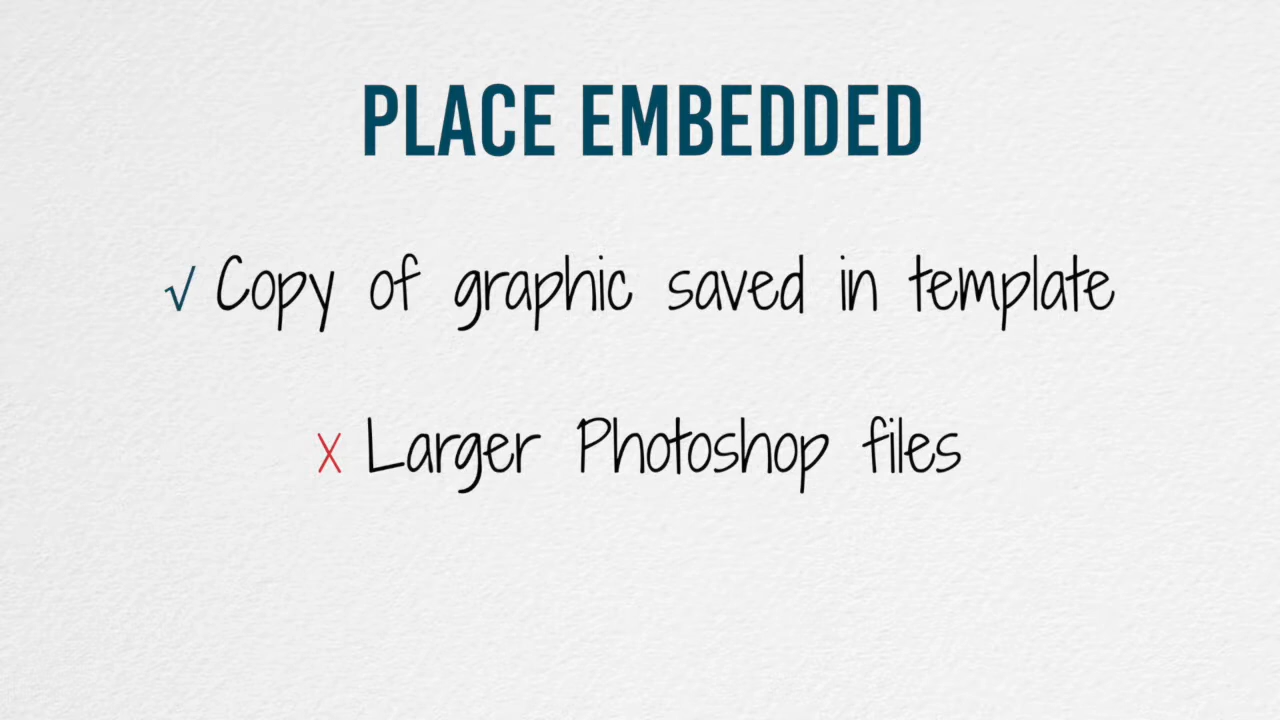 PLACE EMBEDDED
√ Copy of graphic saved in template
X Larger Photoshop files